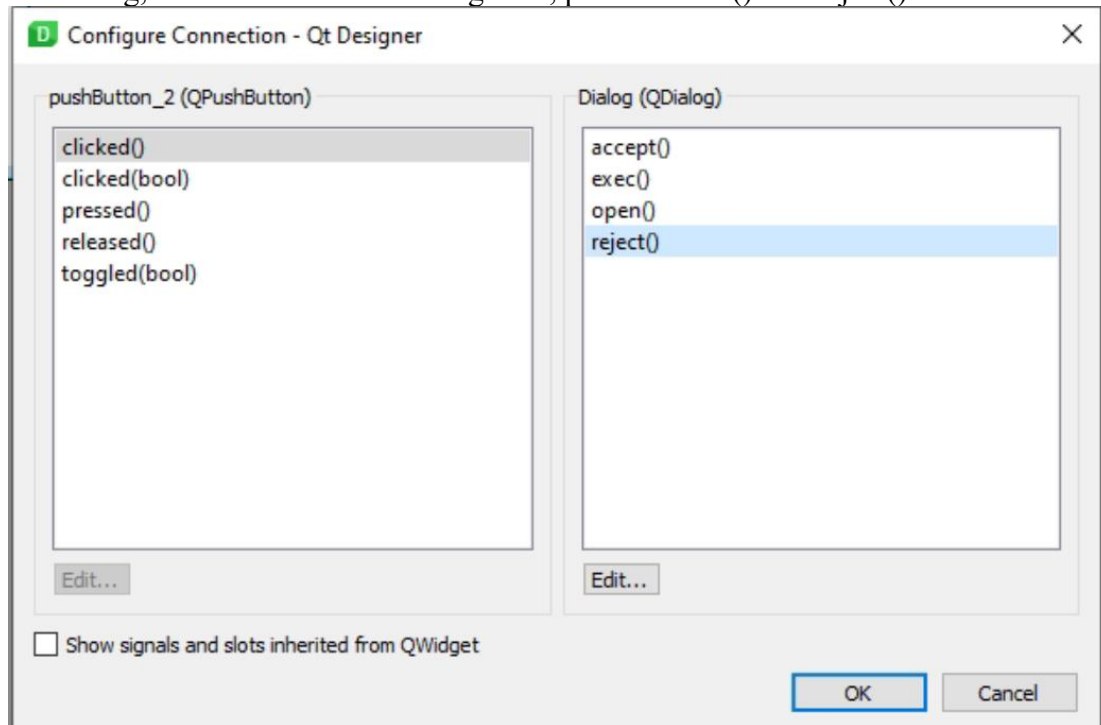 Configure Connection - Qt Designer
pushButton_2 (QPushButton)
clicked()
clicked(bool)
pressed()
released()
toggled(bool)
Edit...
Dialog (QDialog)
accept()
exec()
open()
reject()
Edit...
Show signals and slots inherited from QWidget
OK
Cancel